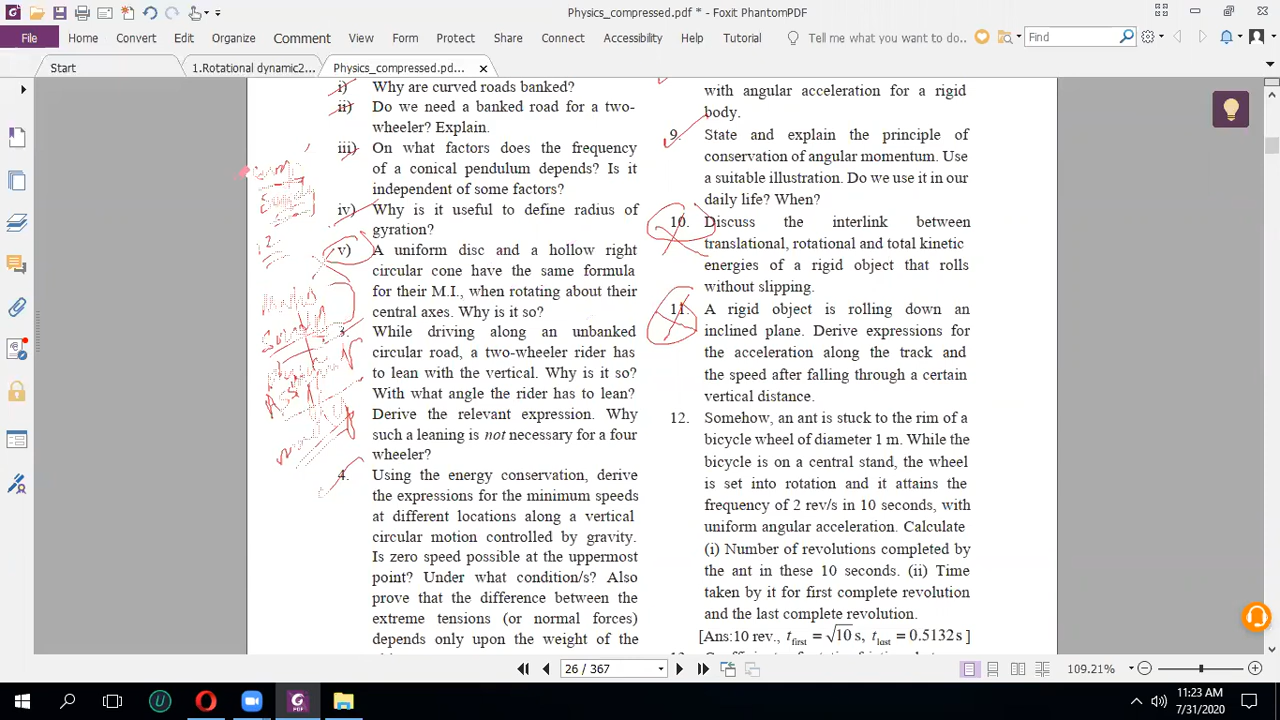 Physics_compressed.pdf * - Foxit PhantomPDF
File Home Convert Edit Organize Comment View Form Protect Share Connect Accessibility Help Tutorial Tell me what you want to do.. Find
Start 1.Rotational dynamic2... Physics_compressed.pd...
i) Why are curved roads banked?
ii) Do we need a banked road for a two-
wheeler? Explain.
iii) On what factors does the frequency
of a conical pendulum depends? Is it
independent of some factors?
iv) Why is it useful to define radius of
gyration?
v) A uniform disc and a hollow right
circular cone have the same formula
for their M.I., when rotating about their
central axes. Why is it so?
3. While driving along an unbanked
circular road, a two-wheeler rider has
to lean with the vertical. Why is it so?
With what angle the rider has to lean?
Derive the relevant expression. Why
such a leaning is not necessary for a four
wheeler?
4. Using the energy conservation, derive
the expressions for the minimum speeds
at different locations along a vertical
circular motion controlled by gravity.
Is zero speed possible at the uppermost
point? Under what condition/s? Also
prove that the difference between the
extreme tensions (or normal forces)
depends only upon the weight of the
with angular acceleration for a rigid
body.
9. State and explain the principle of
conservation of angular momentum. Use
a suitable illustration. Do we use it in our
daily life? When?
10. Discuss the interlink between
translational, rotational and total kinetic
energies of a rigid object that rolls
without slipping.
11. A rigid object is rolling down an
inclined plane. Derive expressions for
the acceleration along the track and
the speed after falling through a certain
vertical distance.
12. Somehow, an ant is stuck to the rim of a
bicycle wheel of diameter 1 m. While the
bicycle is on a central stand, the wheel
is set into rotation and it attains the
frequency of 2 rev/s in 10 seconds, with
uniform angular acceleration. Calculate
(i) Number of revolutions completed by
the ant in these 10 seconds. (ii) Time
taken by it for first complete revolution
and the last complete revolution.
[Ans:10 rev., t first = √10 s, t last = 0.5132 s ]
26 / 367
109.21%
11:23 AM
7/31/2020